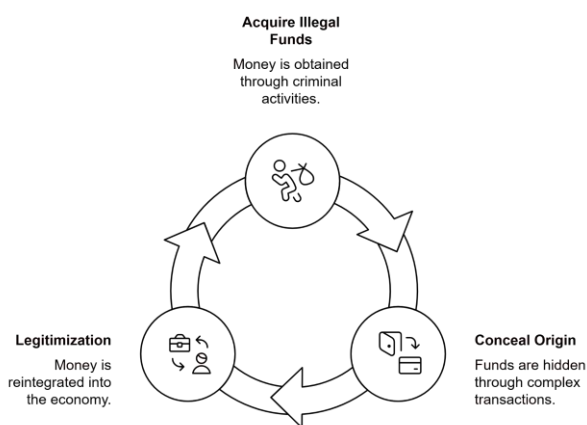 Acquire Illegal
Funds
Money is obtained
through criminal
activities.
Legitimization
Money is
reintegrated into
the economy.
Conceal Origin
Funds are hidden
through complex
transactions.